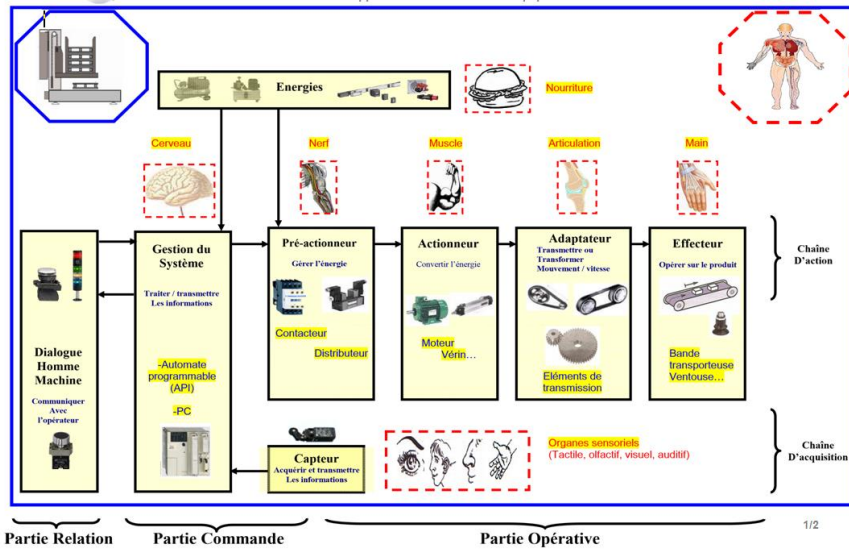 Energies
Nourriture
Cerveau
Nerf
Muscle
Articulation
Main
Gestion du
Système
Traiter / transmettre
Les informations
-Automate
programmable
(API)
-PC
Pré-actionneur
Gérer l'énergie
Contacteur
Distributeur
Actionneur
Convertir l'énergie
Moteur
Vérin…
Adaptateur
Transmettre ou
Transformer
Mouvement / vitesse
Eléments de
transmission
Effecteur
Opérer sur le produit
Bande
transporteuse
Ventouse…
Chaîne
D'action
Dialogue
Homme
Machine
Communiquer
Avec
l'opérateur
Capteur
Acquérir et transmettre
Les informations
Organes sensoriels
(Tactile, olfactif, visuel, auditif)
Chaîne
D'acquisition
Partie Relation
Partie Commande
Partie Opérative
1/2